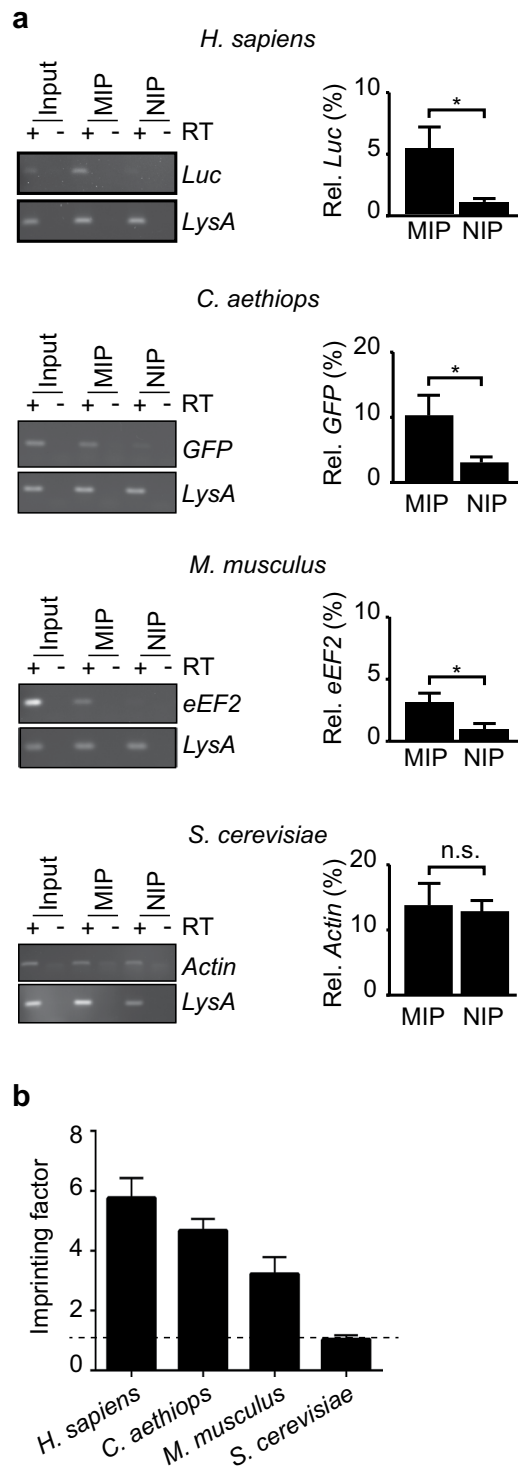 a
H. sapiens
Input MIP NIP
+ - + - + - RT
Luc
LysA
Rel. Luc (%)
10
5
0
*
MIP NIP
C. aethiops
Input MIP NIP
+ - + - + - RT
GFP
LysA
Rel. GFP (%)
20
10
0
*
MIP NIP
M. musculus
Input MIP NIP
+ - + - + - RT
eEF2
LysA
Rel. eEF2 (%)
10
5
0
*
MIP NIP
S. cerevisiae
Input MIP NIP
+ - + - + - RT
Actin
LysA
Rel. Actin (%)
20
10
0
n.s.
MIP NIP
b
Imprinting factor
8
6
4
2
0
H. sapiens
C. aethiops
M. musculus
S. cerevisiae